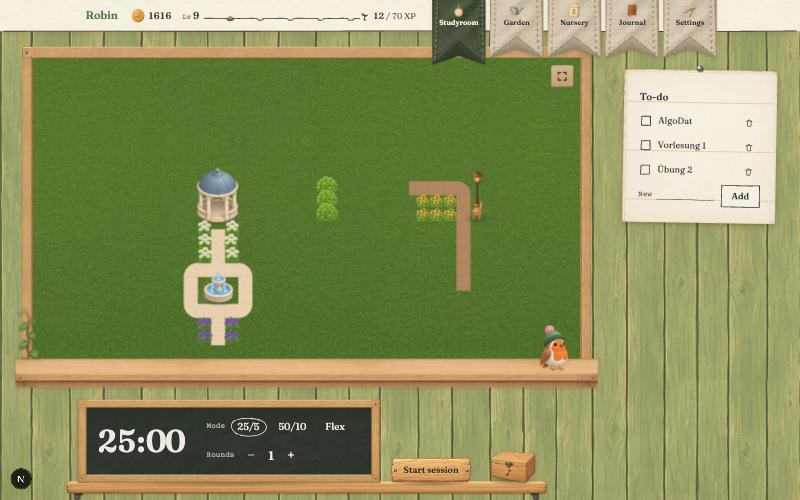 Robin 1616 Lv 9 12 / 70 XP
Studyroom Garden Nursery Journal Settings
To-do
AlgoDat
Vorlesung 1
Übung 2
New Add
25:00
Mode 25/5 50/10 Flex
Rounds − 1 +
Start session
N